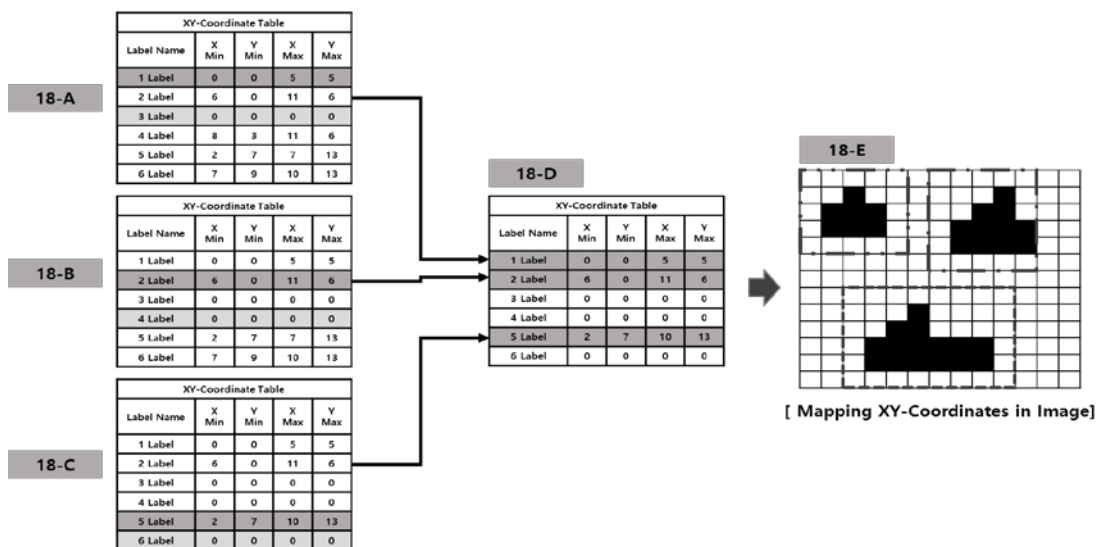 18-A
XY-Coordinate Table
Label Name X Min Y Min X Max Y Max
1 Label 0 0 5 5
2 Label 6 0 11 6
3 Label 0 0 0 0
4 Label 8 3 11 6
5 Label 2 7 7 13
6 Label 7 9 10 13
18-B
XY-Coordinate Table
Label Name X Min Y Min X Max Y Max
1 Label 0 0 5 5
2 Label 6 0 11 6
3 Label 0 0 0 0
4 Label 0 0 0 0
5 Label 2 7 7 13
6 Label 7 9 10 13
18-C
XY-Coordinate Table
Label Name X Min Y Min X Max Y Max
1 Label 0 0 5 5
2 Label 6 0 11 6
3 Label 0 0 0 0
4 Label 0 0 0 0
5 Label 2 7 10 13
6 Label 0 0 0 0
18-D
XY-Coordinate Table
Label Name X Min Y Min X Max Y Max
1 Label 0 0 5 5
2 Label 6 0 11 6
3 Label 0 0 0 0
4 Label 0 0 0 0
5 Label 2 7 10 13
6 Label 0 0 0 0
18-E
[ Mapping XY-Coordinates in Image]